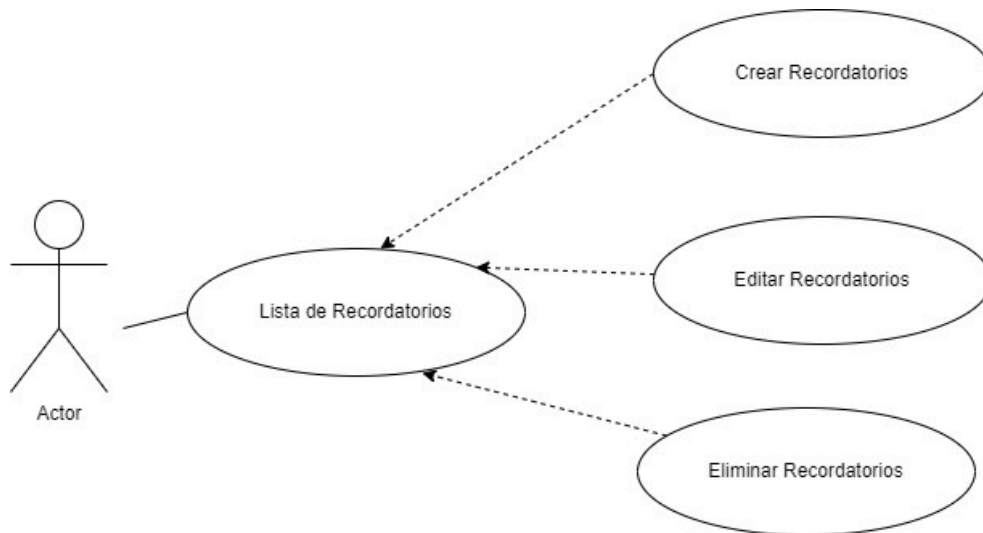 Crear Recordatorios
Editar Recordatorios
Lista de Recordatorios
Actor
Eliminar Recordatorios